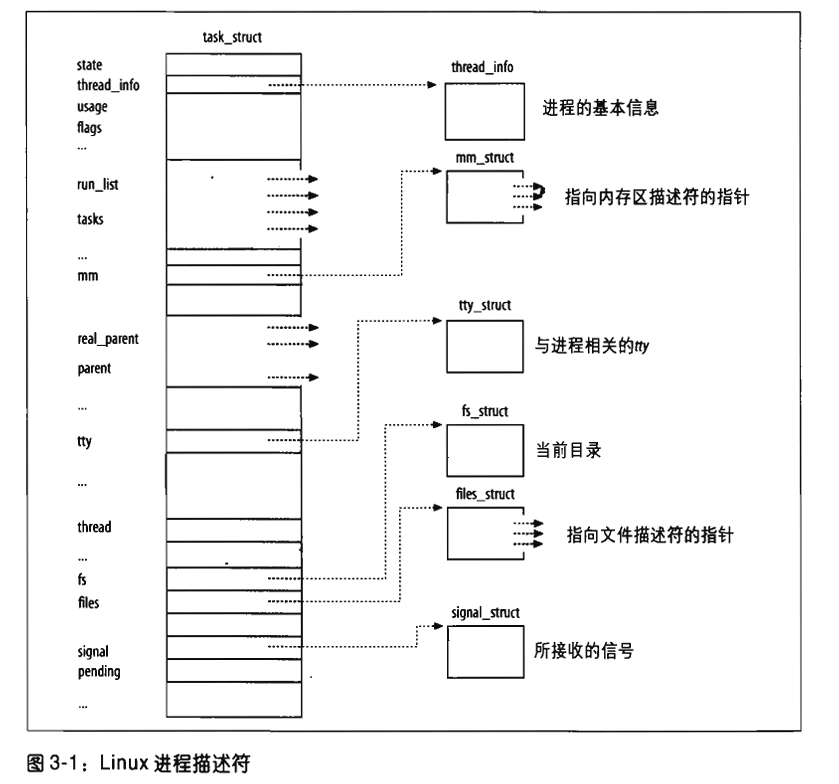 task_struct
state
thread_info
usage
flags
...
run_list
tasks
...
mm
real_parent
parent
...
tty
...
thread
...
fs
files
signal
pending
...
thread_info
进程的基本信息
mm_struct
指向内存区描述符的指针
tty_struct
与进程相关的tty
fs_struct
当前目录
files_struct
指向文件描述符的指针
signal_struct
所接收的信号
图 3-1：Linux 进程描述符